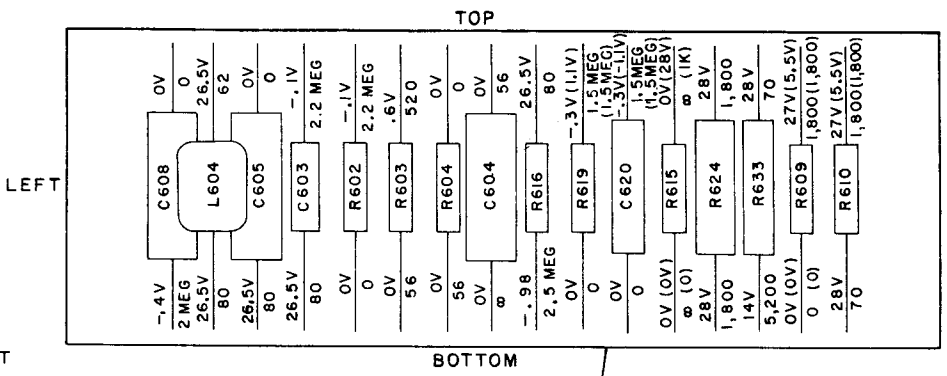 TOP
LEFT
BOTTOM
T
0V
0
C608
-.4V
2 MEG
26.5V
62
L604
26.5V
80
0V
0
C605
26.5V
80
-.1V
2.2 MEG
C603
26.5V
80
-.1V
2.2 MEG
R602
0V
0
.6V
520
R603
0V
56
0V
0
R604
0V
56
0V
56
C604
0V
∞
26.5V
80
R616
-.98
2.5 MEG
-.3V(1.1V)
1.5 MEG
(1.5 MEG)
R619
0V
0
-.3V(-1.1V)
1.5 MEG
(1.5 MEG)
C620
0V
0
0V(28V)
∞ (1K)
R615
0V (0V)
∞ (0)
28V
1,800
R624
28V
1,800
28V
70
R633
14V
5,200
27V(5.5V)
1,800(1,800)
R609
0V (0V)
0 (0)
27V (5.5V)
1,800(1,800)
R610
28V
70